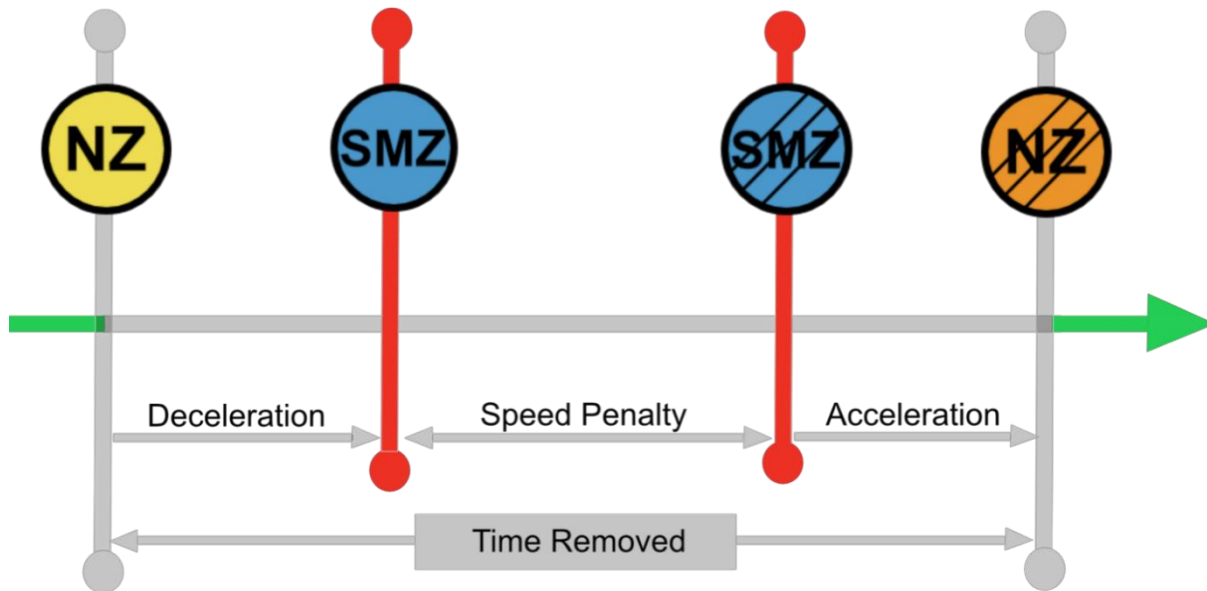 NZ
SMZ
SMZ
NZ
Deceleration
Speed Penalty
Acceleration
Time Removed